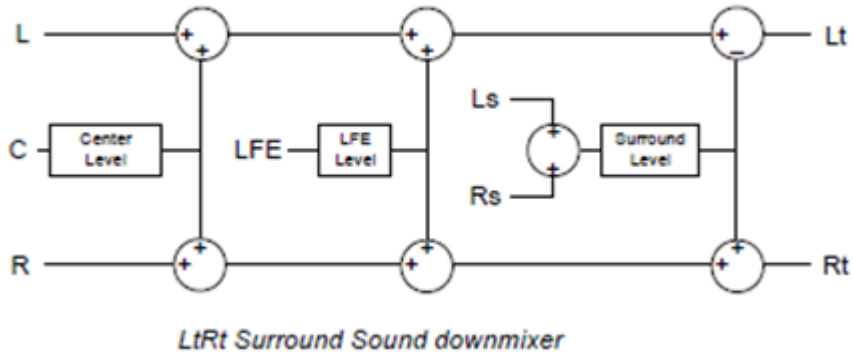 L
+
+
+
+
+
−
Lt
C
Center
Level
LFE
LFE
Level
Ls
+
+
Rs
Surround
Level
R
+
+
+
+
+
+
Rt
LtRt Surround Sound downmixer